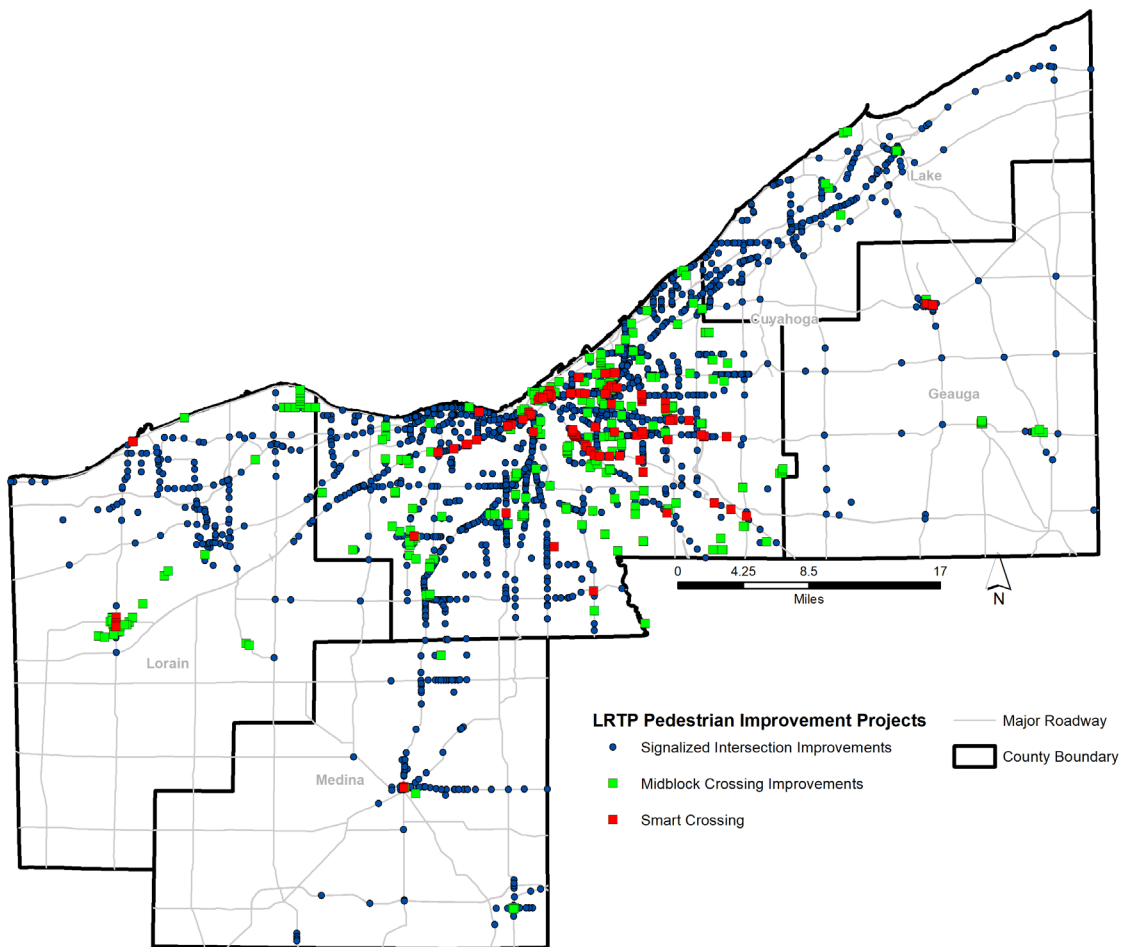 Lake
Cuyahoga
Geauga
0 4.25 8.5 17
Miles
N
Lorain
Medina
LRTP Pedestrian Improvement Projects
Signalized Intersection Improvements
Midblock Crossing Improvements
Smart Crossing
Major Roadway
County Boundary